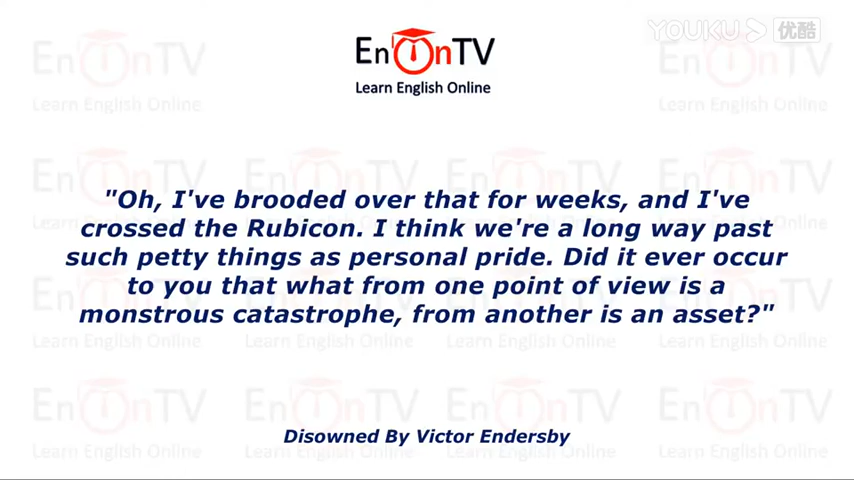 YOUKU 优酷
EnOnTV
Learn English Online
"Oh, I've brooded over that for weeks, and I've
crossed the Rubicon. I think we're a long way past
such petty things as personal pride. Did it ever occur
to you that what from one point of view is a
monstrous catastrophe, from another is an asset?"
Disowned By Victor Endersby